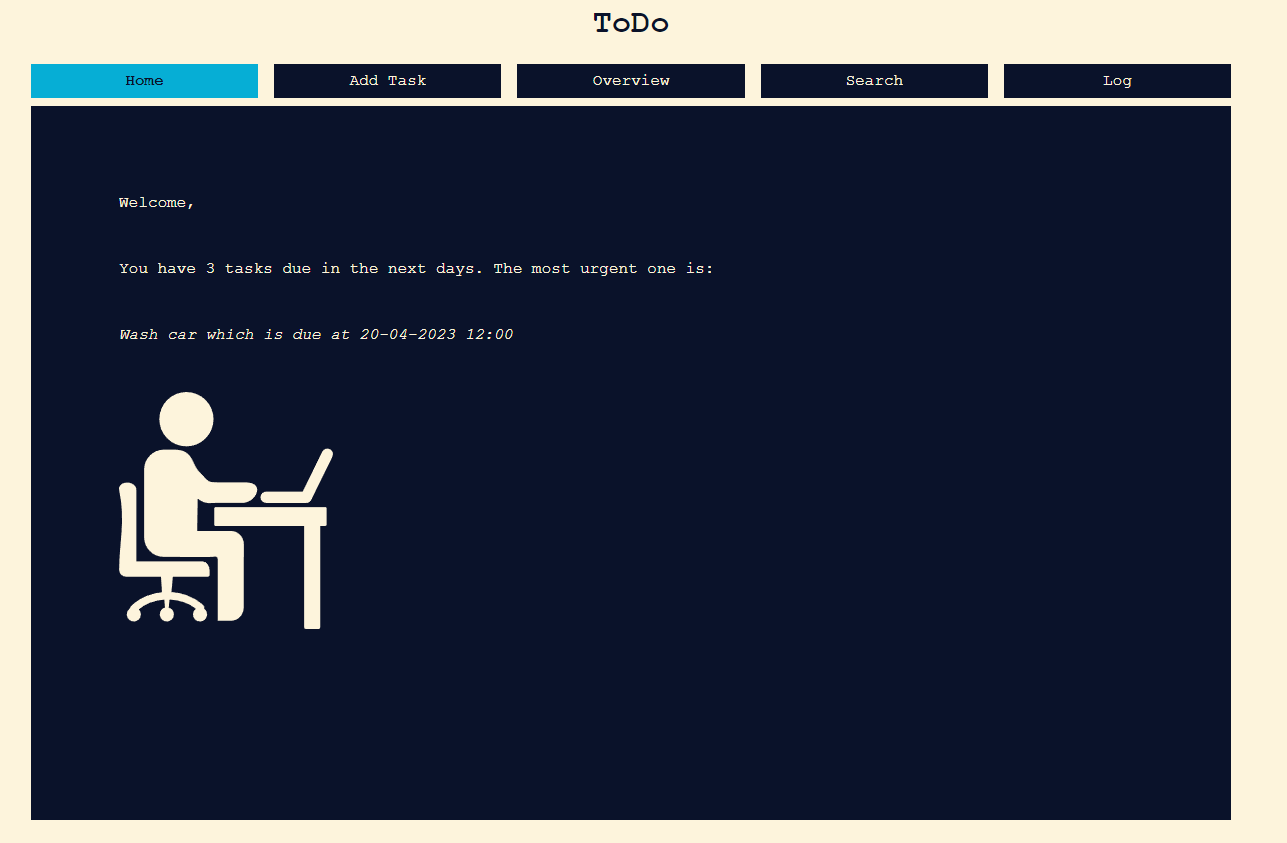 ToDo
Home Add Task Overview Search Log
Welcome,
You have 3 tasks due in the next days. The most urgent one is:
Wash car which is due at 20-04-2023 12:00